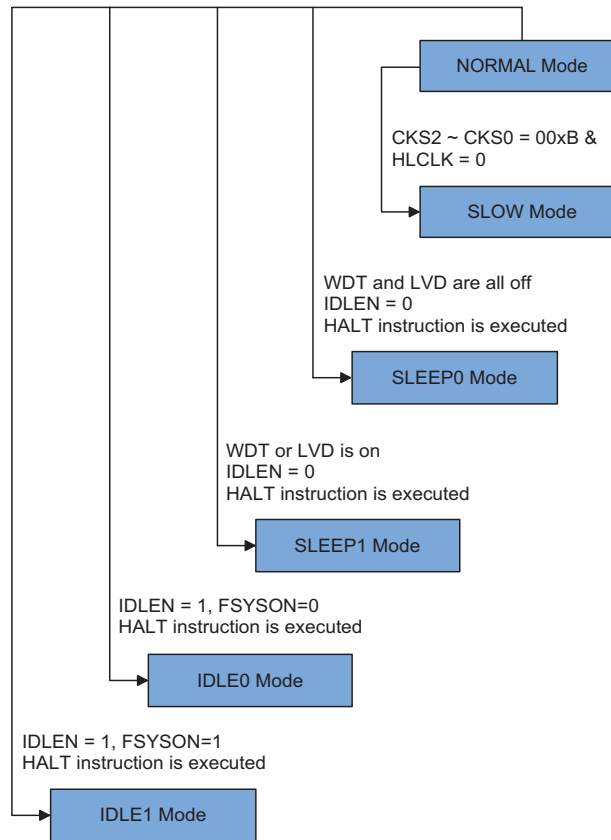 NORMAL Mode
CKS2 ~ CKS0 = 00xB &
HLCLK = 0
SLOW Mode
WDT and LVD are all off
IDLEN = 0
HALT instruction is executed
SLEEP0 Mode
WDT or LVD is on
IDLEN = 0
HALT instruction is executed
SLEEP1 Mode
IDLEN = 1, FSYSON=0
HALT instruction is executed
IDLE0 Mode
IDLEN = 1, FSYSON=1
HALT instruction is executed
IDLE1 Mode